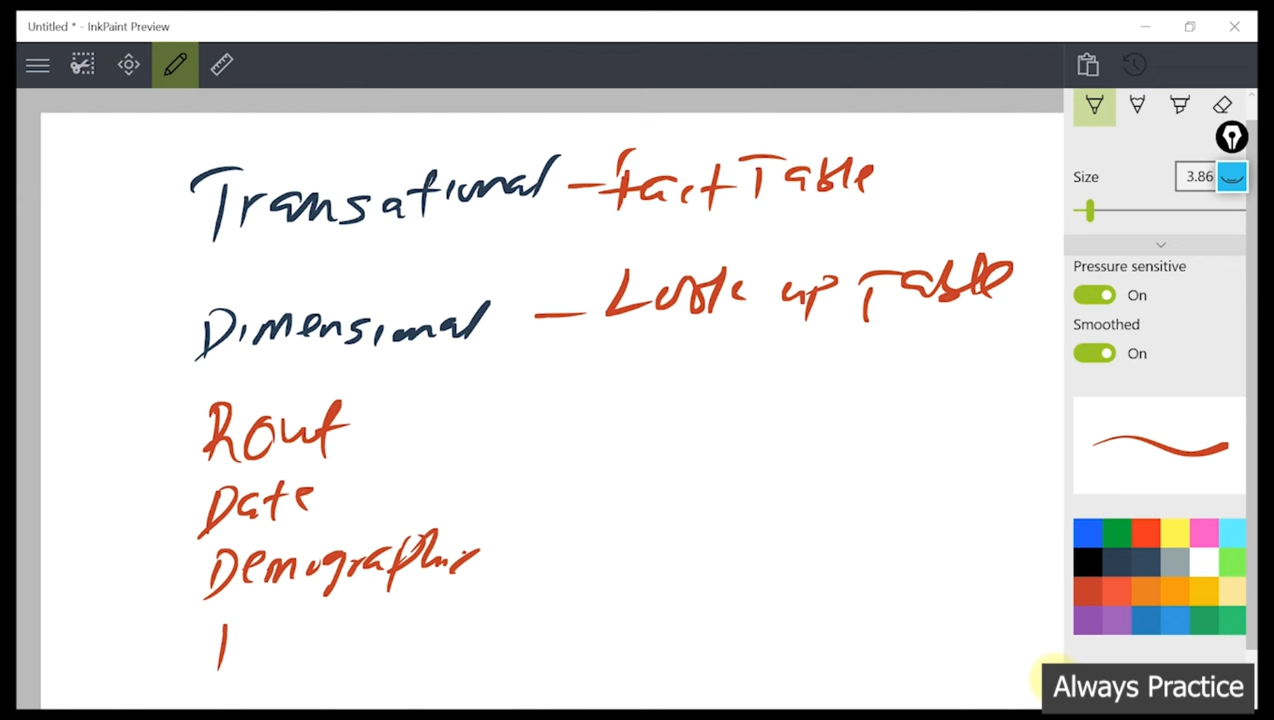 Untitled * - InkPaint Preview
Transational - fact Table
Dimensional - Look up Table
Rout
Date
Demographic
Size
3.86
Pressure sensitive
On
Smoothed
On
Always Practice